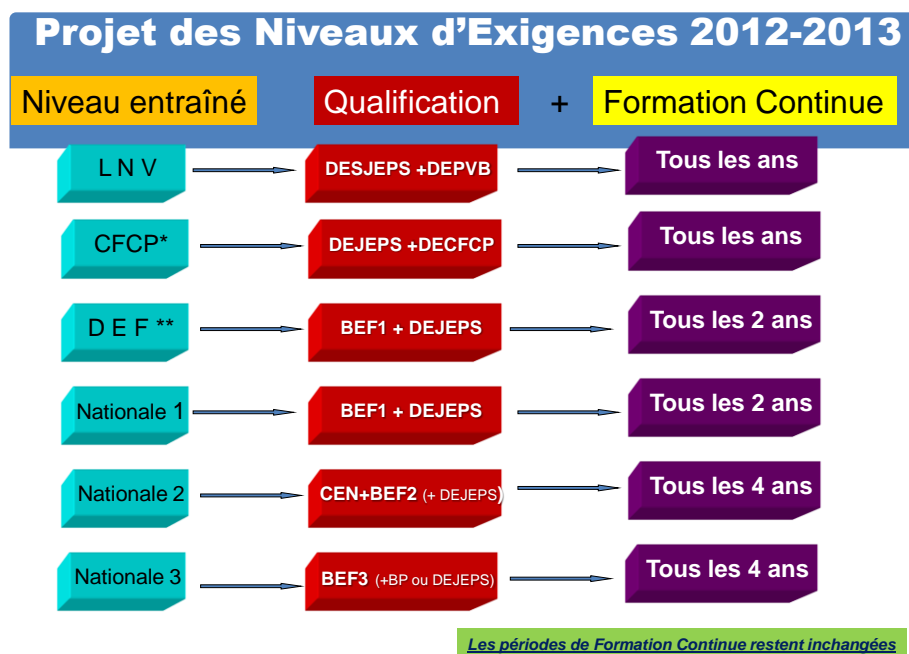 Projet des Niveaux d'Exigences 2012-2013
Niveau entraîné Qualification + Formation Continue
L N V DESJEPS +DEPVB Tous les ans
CFCP* DEJEPS +DECFCP Tous les ans
D E F ** BEF1 + DEJEPS Tous les 2 ans
Nationale 1 BEF1 + DEJEPS Tous les 2 ans
Nationale 2 CEN+BEF2 (+ DEJEPS) Tous les 4 ans
Nationale 3 BEF3 (+BP ou DEJEPS) Tous les 4 ans
Les périodes de Formation Continue restent inchangées